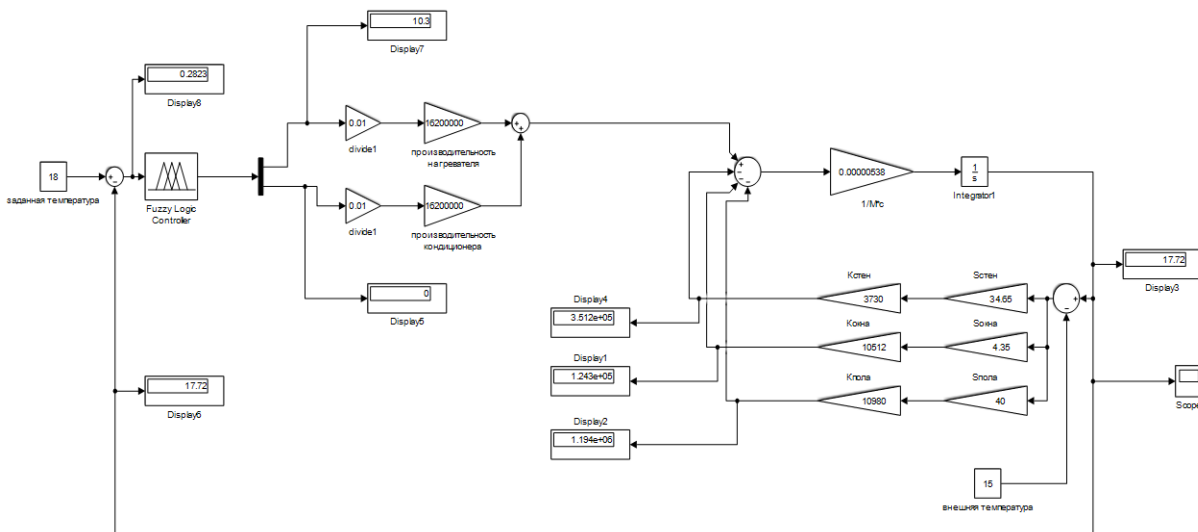 10.3
Display7
0.2823
Display8
18
заданная температура
+
−
Fuzzy Logic
Controller
0.01
divide1
16200000
производительность
нагревателя
+
+
0.01
divide1
16200000
производительность
кондиционера
0
Display5
17.72
Display6
+
−
−
−
0.00000538
1/M*c
1
s
Integrator1
17.72
Display3
Kстен
3730
Sстен
34.65
+
−
Display4
3.512e+05
Kокна
10512
Sокна
4.35
Display1
1.243e+05
Kпола
10980
Sпола
40
Display2
1.194e+06
Scope
15
внешняя температура